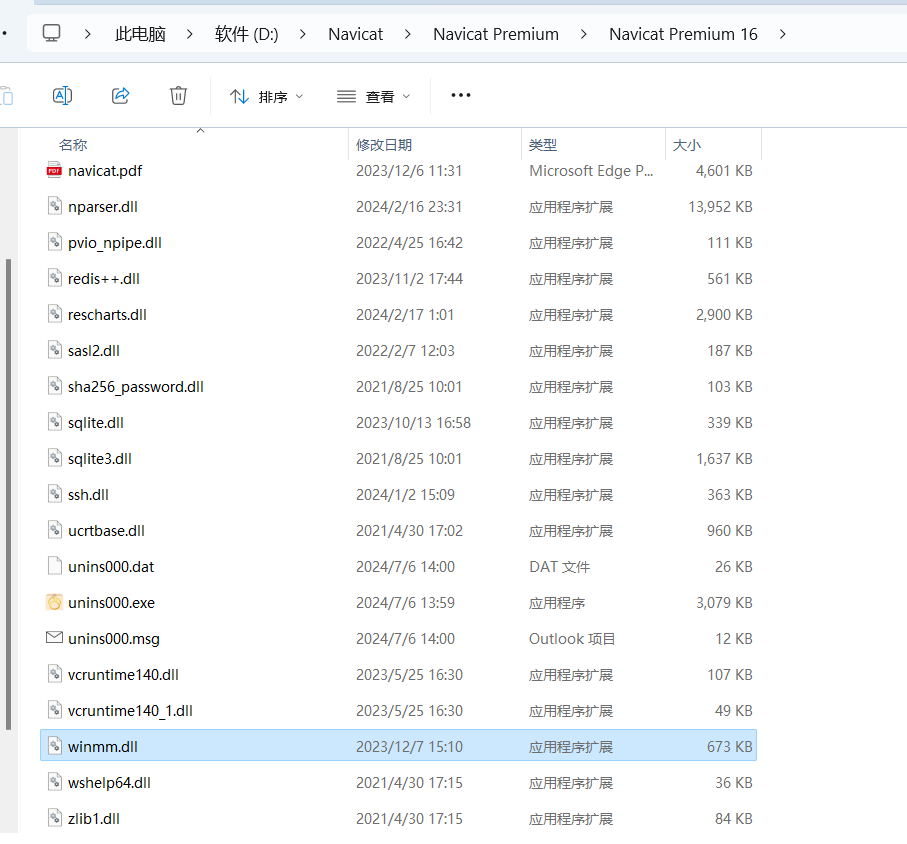 此电脑 > 软件 (D:) > Navicat > Navicat Premium > Navicat Premium 16 >
排序 查看 ...
名称 修改日期 类型 大小
navicat.pdf 2023/12/6 11:31 Microsoft Edge P... 4,601 KB
nparser.dll 2024/2/16 23:31 应用程序扩展 13,952 KB
pvio_npipe.dll 2022/4/25 16:42 应用程序扩展 111 KB
redis++.dll 2023/11/2 17:44 应用程序扩展 561 KB
rescharts.dll 2024/2/17 1:01 应用程序扩展 2,900 KB
sasl2.dll 2022/2/7 12:03 应用程序扩展 187 KB
sha256_password.dll 2021/8/25 10:01 应用程序扩展 103 KB
sqlite.dll 2023/10/13 16:58 应用程序扩展 339 KB
sqlite3.dll 2021/8/25 10:01 应用程序扩展 1,637 KB
ssh.dll 2024/1/2 15:09 应用程序扩展 363 KB
ucrtbase.dll 2021/4/30 17:02 应用程序扩展 960 KB
unins000.dat 2024/7/6 14:00 DAT 文件 26 KB
unins000.exe 2024/7/6 13:59 应用程序 3,079 KB
unins000.msg 2024/7/6 14:00 Outlook 项目 12 KB
vcruntime140.dll 2023/5/25 16:30 应用程序扩展 107 KB
vcruntime140_1.dll 2023/5/25 16:30 应用程序扩展 49 KB
winmm.dll 2023/12/7 15:10 应用程序扩展 673 KB
wshelp64.dll 2021/4/30 17:15 应用程序扩展 36 KB
zlib1.dll 2021/4/30 17:15 应用程序扩展 84 KB